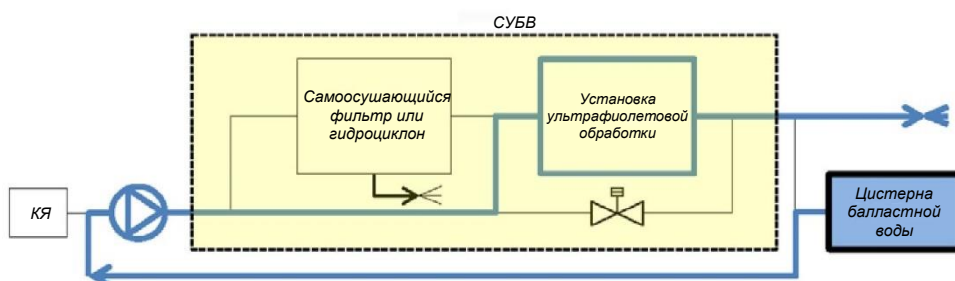 СУБВ
Самоосушающийся
фильтр или
гидроциклон
Установка
ультрафиолетовой
обработки
КЯ
Цистерна
балластной
воды